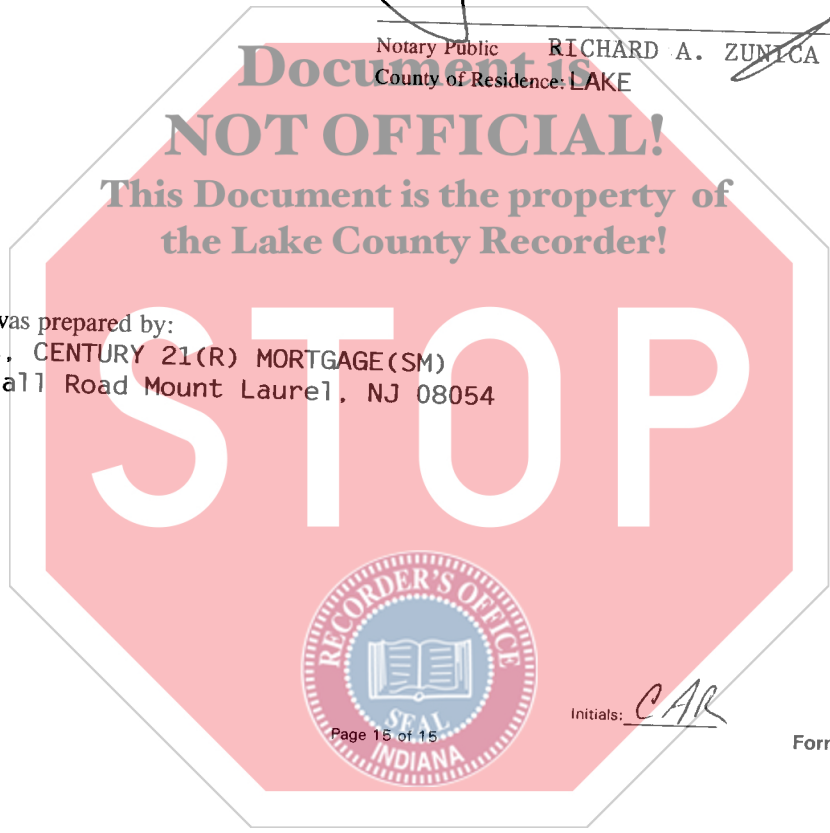 Notary Public RICHARD A. ZUNICA
County of Residence: LAKE
Document is
NOT OFFICIAL!
This Document is the property of
the Lake County Recorder!
was prepared by:
, CENTURY 21(R) MORTGAGE(SM)
all Road Mount Laurel, NJ 08054
STOP
RECORDER'S OFFICE
SEAL
INDIANA
Page 15 of 15
Initials: CAR